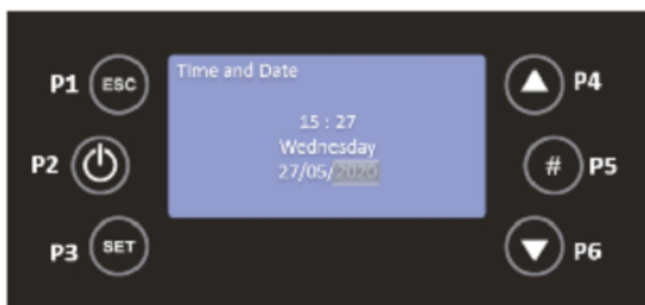 P1 ESC
Time and Date
P4
15 : 27
P2
Wednesday
# P5
27/05/2020
P3 SET
P6